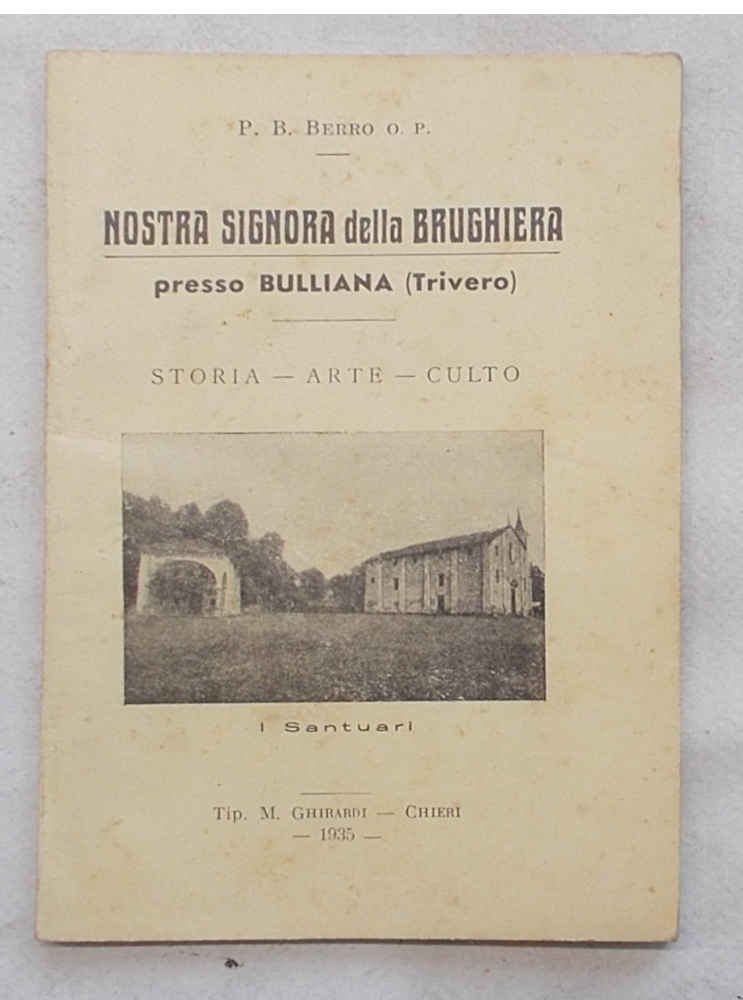 P. B. BERRO O. P.
NOSTRA SIGNORA della BRUGHIERA
presso BULLIANA (Trivero)
STORIA — ARTE — CULTO
I Santuari
Tip. M. GHIRARDI — CHIERI
— 1935 —